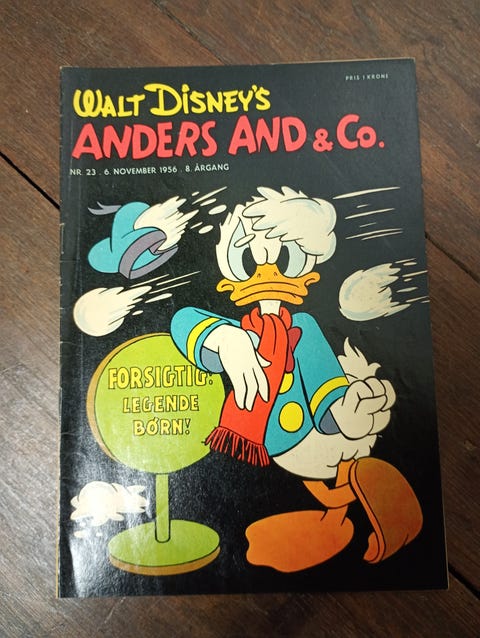 PRIS 1 KRONE
WALT DISNEY'S
ANDERS AND & Co.
NR. 23 . 6. NOVEMBER 1956 . 8. ÅRGANG
FORSIGTIG!
LEGENDE
BØRN!